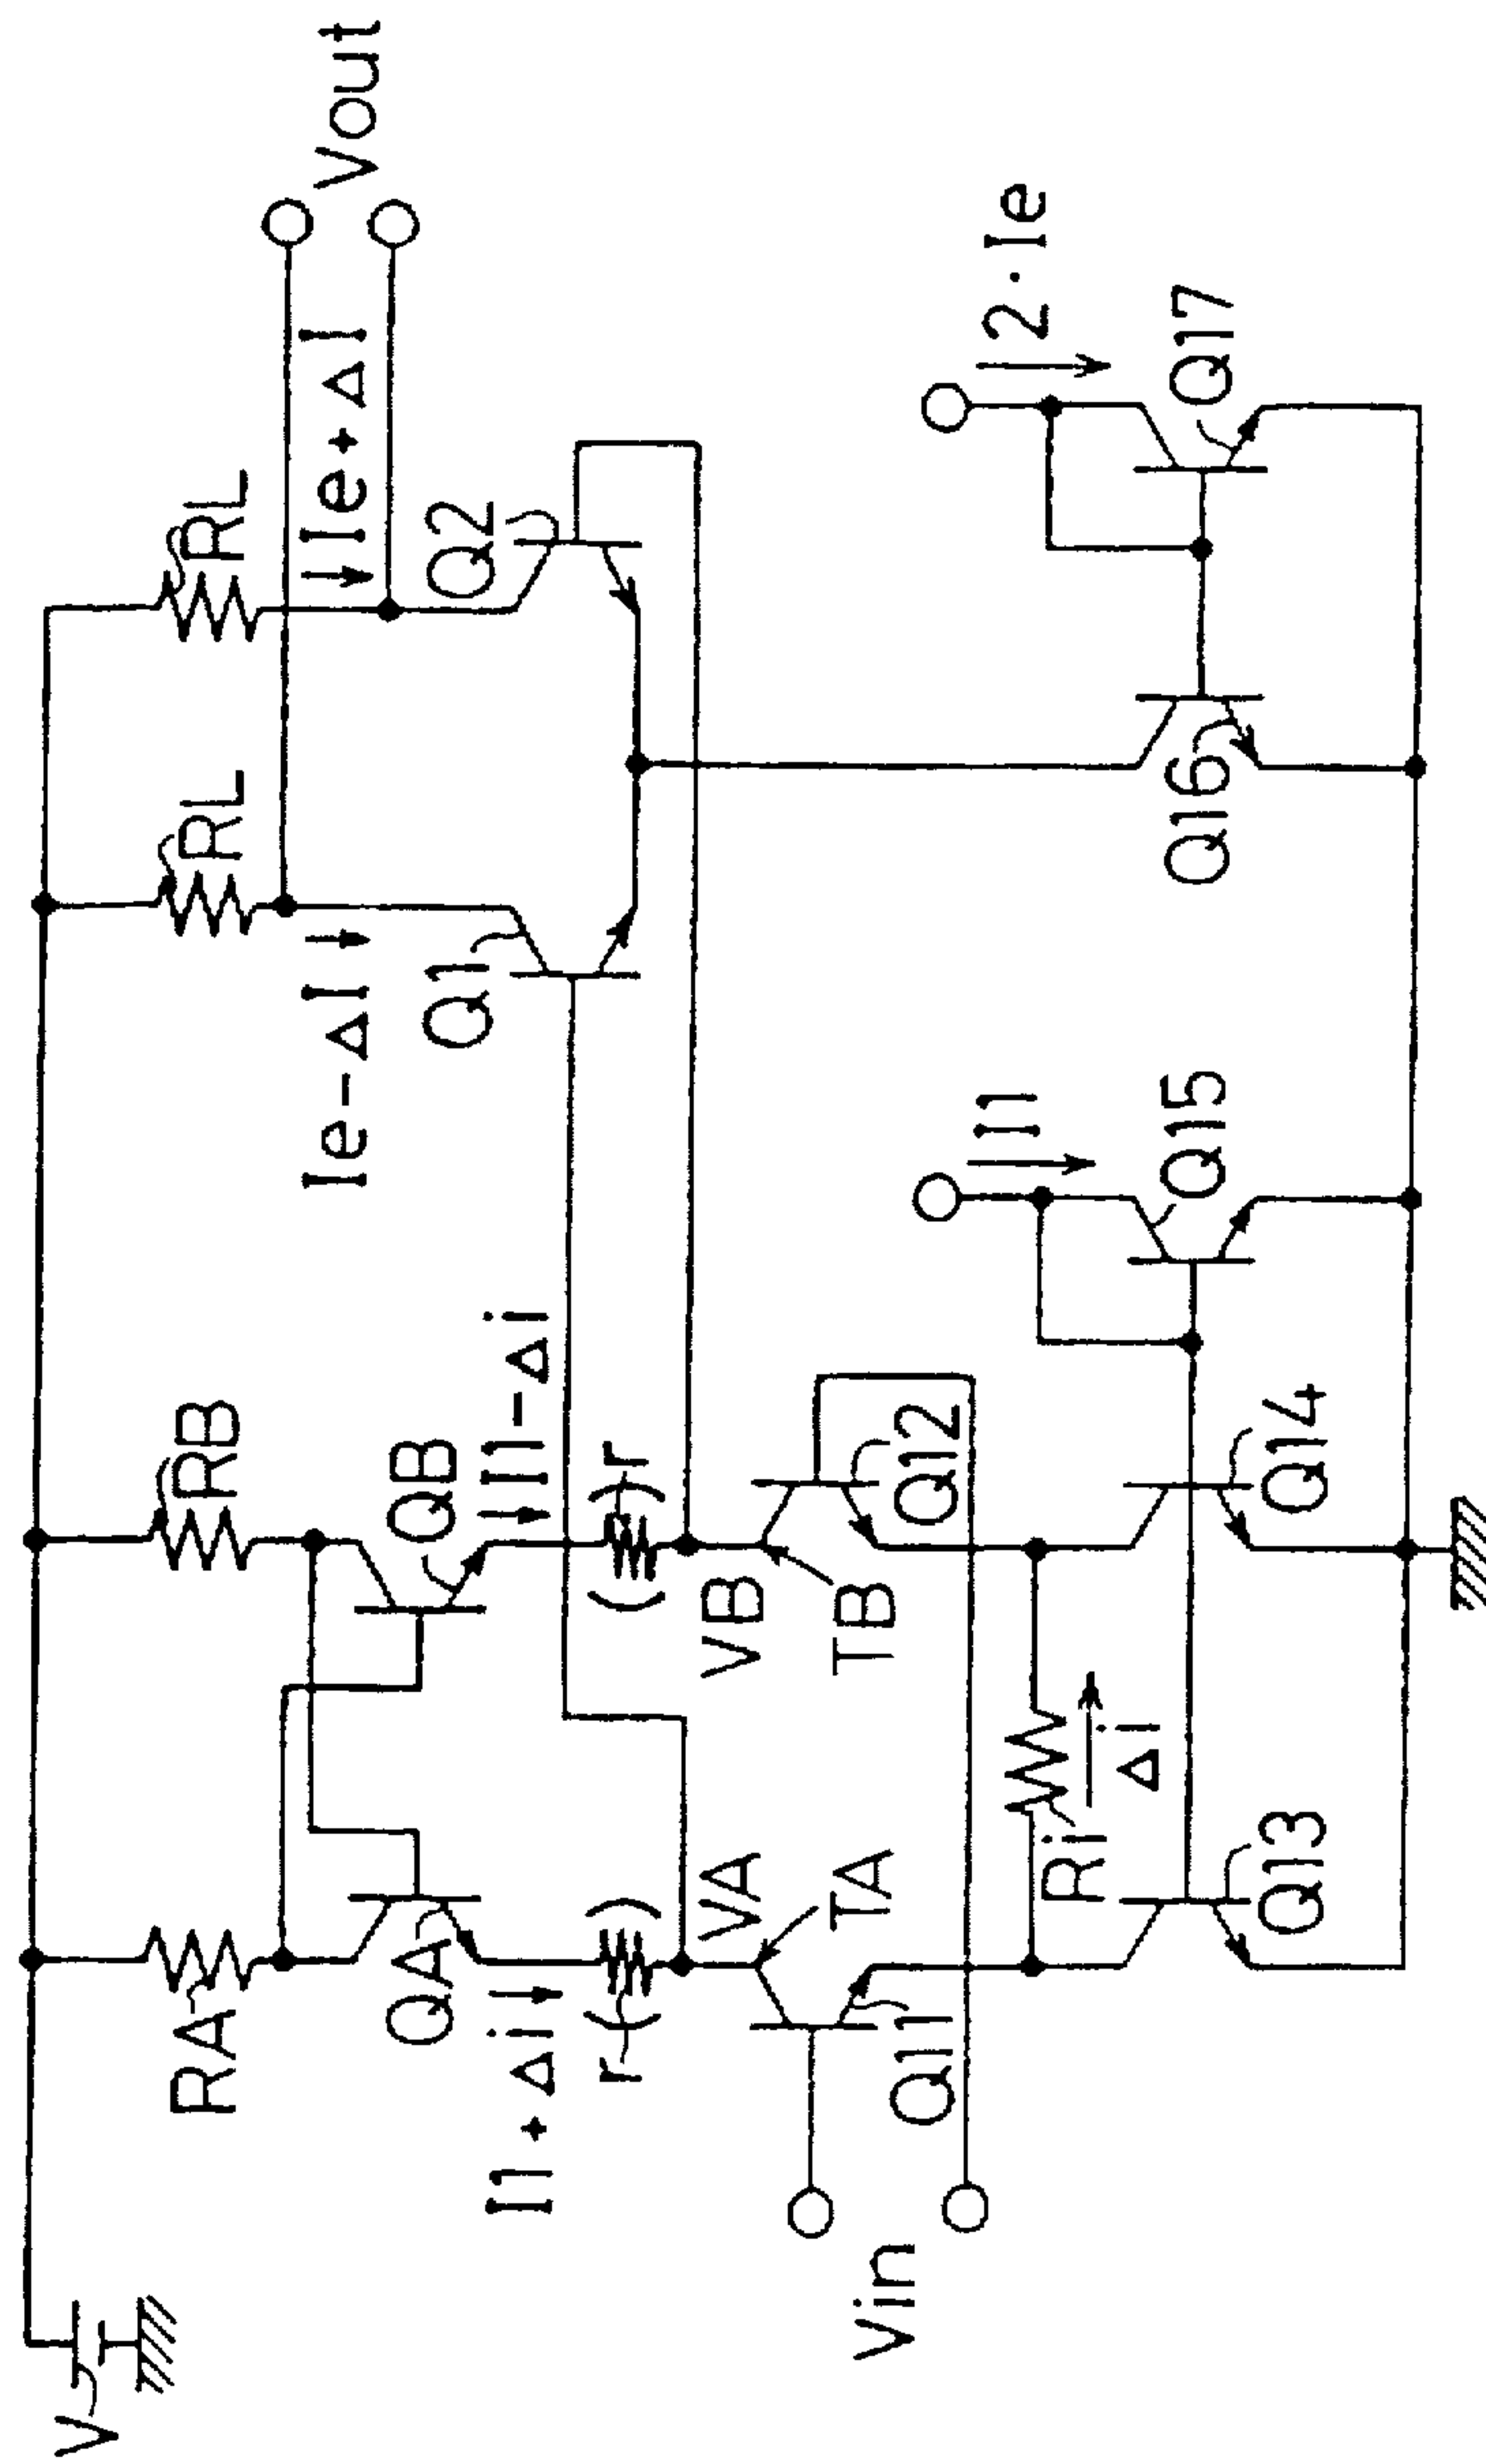 V
RA
RB
RL
RL
Vout
QA
QB
Q1
Q2
I1+Δi
I1-Δi
Ie-ΔI
Ie+ΔI
(r)
(r)
VA
VB
TA
TB
Vin
Q11
Q12
Ri
Δi
I1
2·Ie
Q13
Q14
Q15
Q16
Q17